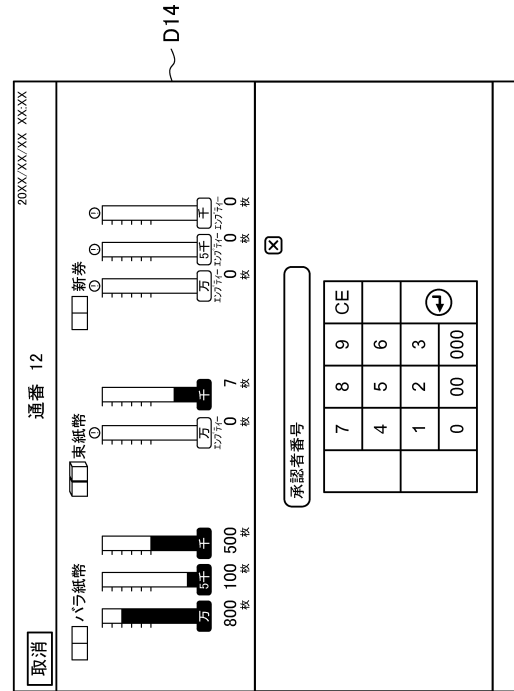 取消
通番 12
20XX/XX/XX XX:XX
バラ紙幣
束紙幣
新券
万 5千 千
万 千
万 5千 千
エンプティー
エンプティー エンプティー エンプティー
800 100 500
枚 枚 枚
0 7
枚 枚
0 0 0
枚 枚 枚
承認者番号
7 8 9 CE
4 5 6
1 2 3
0 00 000
D14